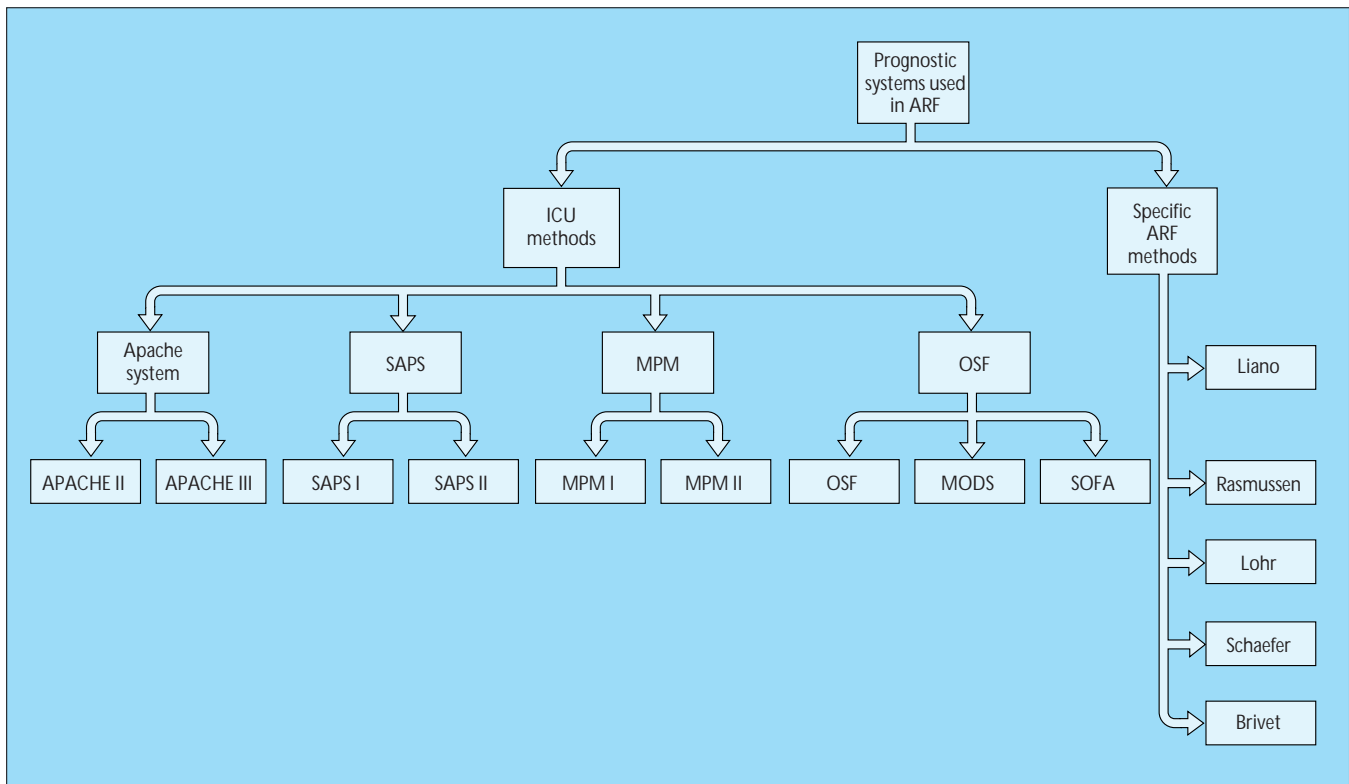 Prognostic
systems used
in ARF
ICU
methods
Specific
ARF
methods
Apache
system
SAPS
MPM
OSF
APACHE II
APACHE III
SAPS I
SAPS II
MPM I
MPM II
OSF
MODS
SOFA
Liano
Rasmussen
Lohr
Schaefer
Brivet